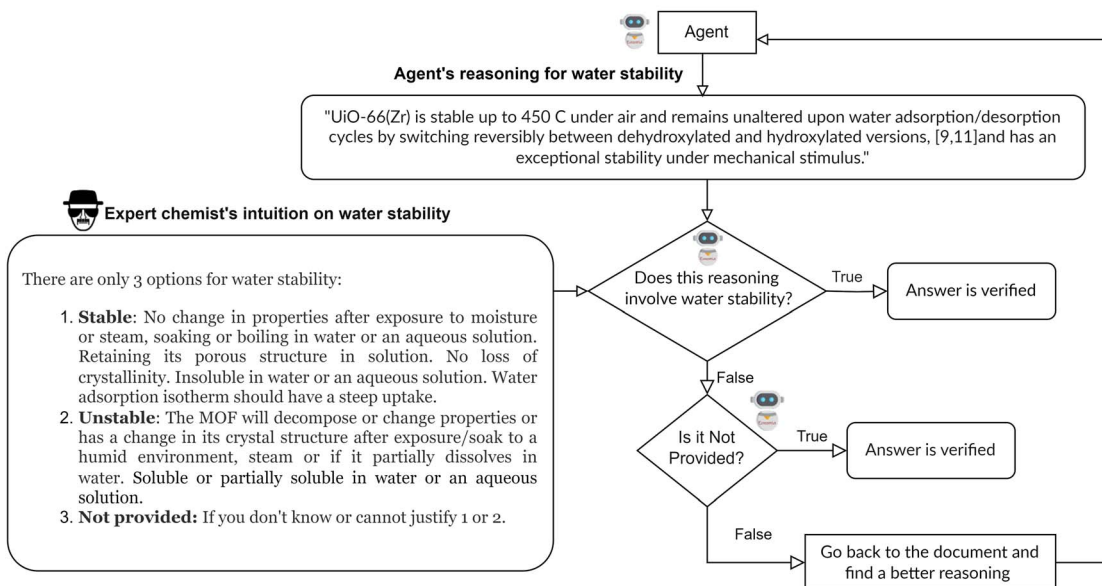 Agent
Agent's reasoning for water stability
"UiO-66(Zr) is stable up to 450 C under air and remains unaltered upon water adsorption/desorption
cycles by switching reversibly between dehydroxylated and hydroxylated versions, [9,11]and has an
exceptional stability under mechanical stimulus."
Expert chemist's intuition on water stability
There are only 3 options for water stability:
1. Stable: No change in properties after exposure to moisture
or steam, soaking or boiling in water or an aqueous solution.
Retaining its porous structure in solution. No loss of
crystallinity. Insoluble in water or an aqueous solution. Water
adsorption isotherm should have a steep uptake.
2. Unstable: The MOF will decompose or change properties or
has a change in its crystal structure after exposure/soak to a
humid environment, steam or if it partially dissolves in
water. Soluble or partially soluble in water or an aqueous
solution.
3. Not provided: If you don't know or cannot justify 1 or 2.
Does this reasoning
involve water stability?
True
Answer is verified
False
Is it Not
Provided?
True
Answer is verified
False
Go back to the document and
find a better reasoning